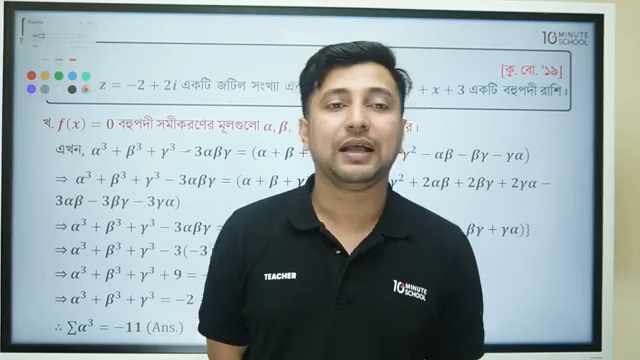 10 MINUTE SCHOOL
[কু. বো. '১৯]
z = −2 + 2i একটি জটিল সংখ্যা এ
+ x + 3 একটি বহুপদী রাশি।
খ. f(x) = 0 বহুপদী সমীকরণের মূলগুলো α, β,
এখন, α³ + β³ + γ³ − 3αβγ = (α + β + γ² − αβ − βγ − γα)
⇒ α³ + β³ + γ³ − 3αβγ = (α + β + γ² + 2αβ + 2βγ + 2γα −
3αβ − 3βγ − 3γα)
⇒ α³ + β³ + γ³ − 3αβγ = βγ + γα)}
⇒ α³ + β³ + γ³ − 3(−3
⇒ α³ + β³ + γ³ + 9 =
⇒ α³ + β³ + γ³ = −2
∴ ∑α³ = −11 (Ans.)
TEACHER
10 MINUTE SCHOOL